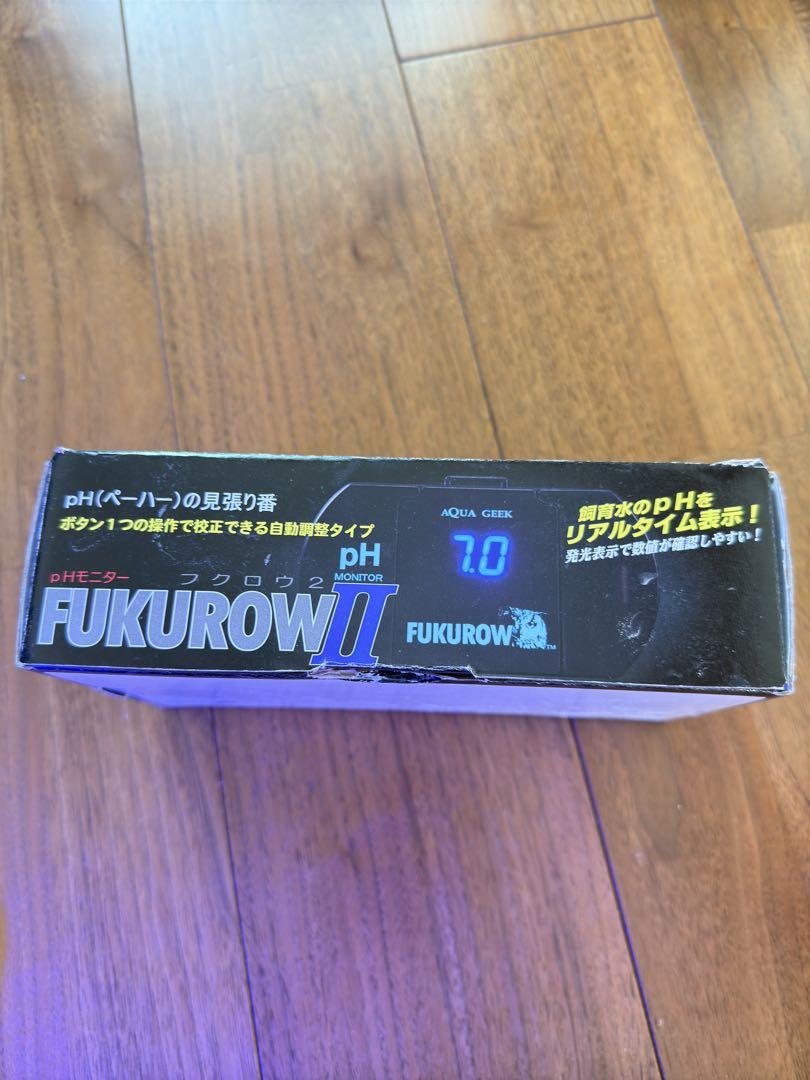 pH(ペーハー)の見張り番
ボタン1つの操作で校正できる自動調整タイプ
pHモニター
フクロウ2
pH
MONITOR
FUKUROW II
AQUA GEEK
7.0
FUKUROW™
飼育水のpHを
リアルタイム表示!
発光表示で数値が確認しやすい!